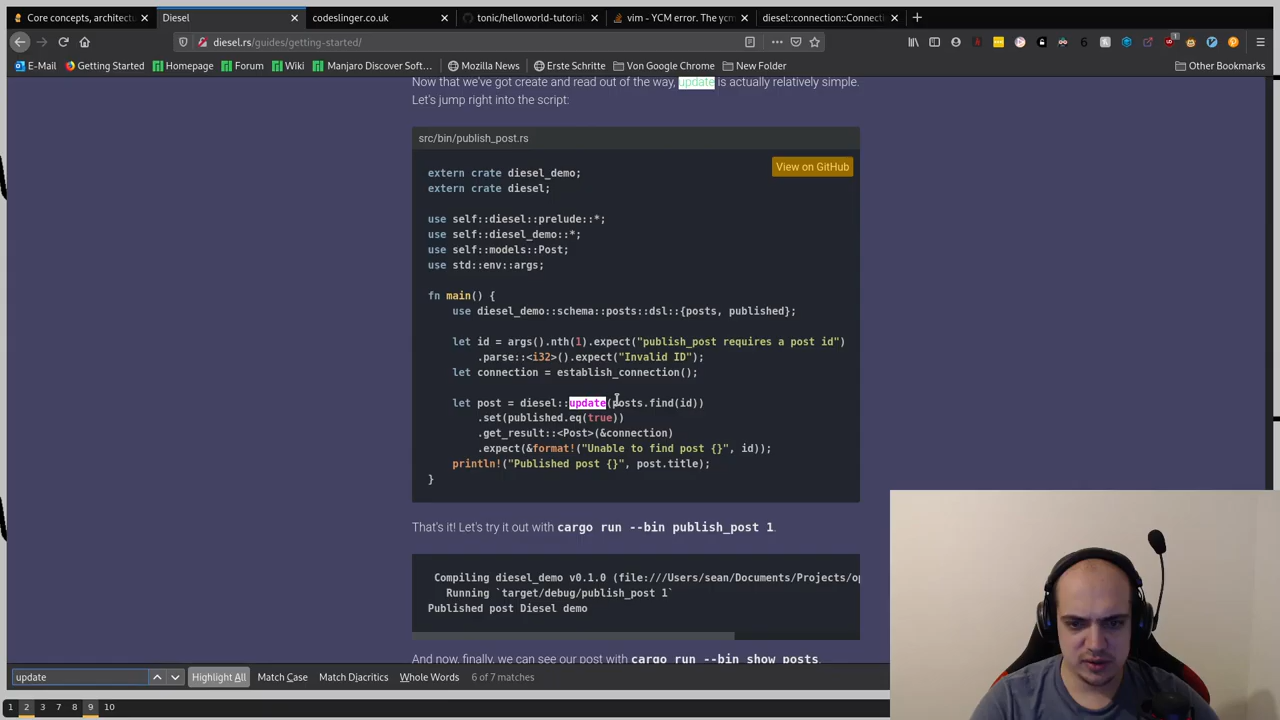 Core concepts, architectu
Diesel
codeslinger.co.uk
tonic/helloworld-tutorial
vim - YCM error. The ycm
diesel::connection::Connecti
diesel.rs/guides/getting-started/
E-Mail
Getting Started
Homepage
Forum
Wiki
Manjaro Discover Soft...
Mozilla News
Erste Schritte
Von Google Chrome
New Folder
Other Bookmarks
Now that we've got create and read out of the way, update is actually relatively simple.
Let's jump right into the script:
src/bin/publish_post.rs
View on GitHub
extern crate diesel_demo;
extern crate diesel;
use self::diesel::prelude::*;
use self::diesel_demo::*;
use self::models::Post;
use std::env::args;
fn main() {
use diesel_demo::schema::posts::dsl::{posts, published};
let id = args().nth(1).expect("publish_post requires a post id")
.parse::<i32>().expect("Invalid ID");
let connection = establish_connection();
let post = diesel::update(posts.find(id))
.set(published.eq(true))
.get_result::<Post>(&connection)
.expect(&format!("Unable to find post {}", id));
println!("Published post {}", post.title);
}
That's it! Let's try it out with cargo run --bin publish_post 1.
Compiling diesel_demo v0.1.0 (file:///Users/sean/Documents/Projects/op
Running `target/debug/publish_post 1`
Published post Diesel demo
And now, finally, we can see our post with cargo run --bin show_posts.
update
Highlight All
Match Case
Match Diacritics
Whole Words
6 of 7 matches
1 2 3 4 5 6 7 8 9 10